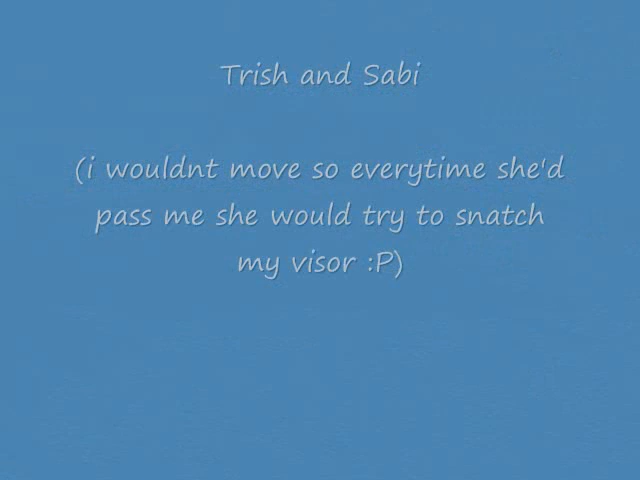 Trish and Sabi
(i wouldnt move so everytime she'd
pass me she would try to snatch
my visor :P)